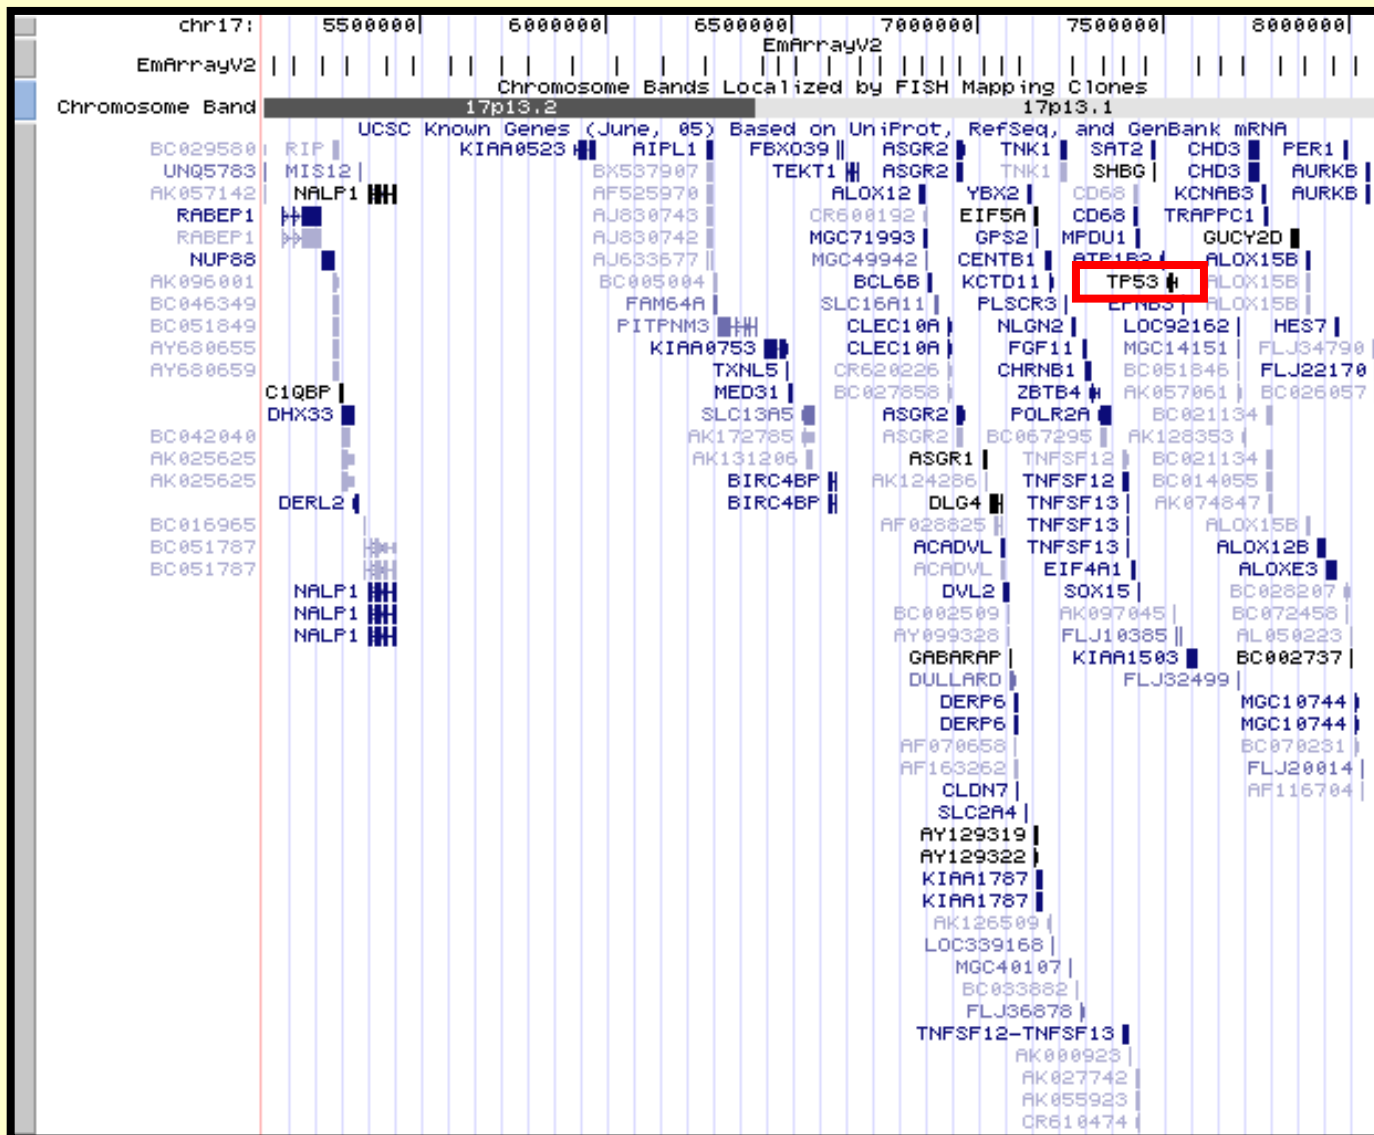 chr17: 5500000| 6000000| 6500000| 7000000| 7500000| 8000000|
EmArrayV2
EmArrayV2
Chromosome Bands Localized by FISH Mapping Clones
Chromosome Band 17p13.2 17p13.1
UCSC Known Genes (June, 05) Based on UniProt, RefSeq, and GenBank mRNA
BC029580 RIP KIAA0523 AIPL1 FBXO39 ASGR2 TNK1 SAT2 CHD3 PER1
UNQ5783 MIS12 BX537907 TEKT1 ASGR2 TNK1 SHBG CHD3 AURKB
AK057142 NALP1 AF525970 ALOX12 YBX2 CD68 KCNAB3 AURKB
RABEP1 AJ830743 CR600192 EIF5A CD68 TRAPPC1
RABEP1 AJ830742 MGC71993 GPS2 MPDU1 GUCY2D
NUP88 AJ633677 MGC49942 CENTB1 ATP1B2 ALOX15B
AK096001 BC005004 BCL6B KCTD11 TP53 ALOX15B
BC046349 FAM64A SLC16A11 PLSCR3 EFNB3 ALOX15B
BC051849 PITPNM3 CLEC10A NLGN2 LOC92162 HES7
AY680655 KIAA0753 CLEC10A FGF11 MGC14151 FLJ34790
AY680659 TXNL5 CR620226 CHRNB1 BC051846 FLJ22170
C1QBP MED31 BC027858 ZBTB4 AK057061 BC026057
DHX33 SLC13A5 ASGR2 POLR2A BC021134
BC042040 AK172785 ASGR2 BC067295 AK128353
AK025625 AK131206 ASGR1 TNFSF12 BC021134
AK025625 BIRC4BP AK124286 TNFSF12 BC014055
DERL2 BIRC4BP DLG4 TNFSF13 AK074847
BC016965 AF028825 TNFSF13 ALOX15B
BC051787 ACADVL TNFSF13 ALOX12B
BC051787 ACADVL EIF4A1 ALOXE3
NALP1 DVL2 SOX15 BC028207
NALP1 BC002509 AK097045 BC072458
NALP1 AY099328 FLJ10385 AL050223
GABARAP KIAA1503 BC002737
DULLARD FLJ32499
DERP6 MGC10744
DERP6 MGC10744
AF070658 BC070231
AF163262 FLJ20014
CLDN7 AF116704
SLC2A4
AY129319
AY129322
KIAA1787
KIAA1787
AK126509
LOC339168
MGC40107
BC033882
FLJ36878
TNFSF12-TNFSF13
AK000923
AK027742
AK055923
CR610474